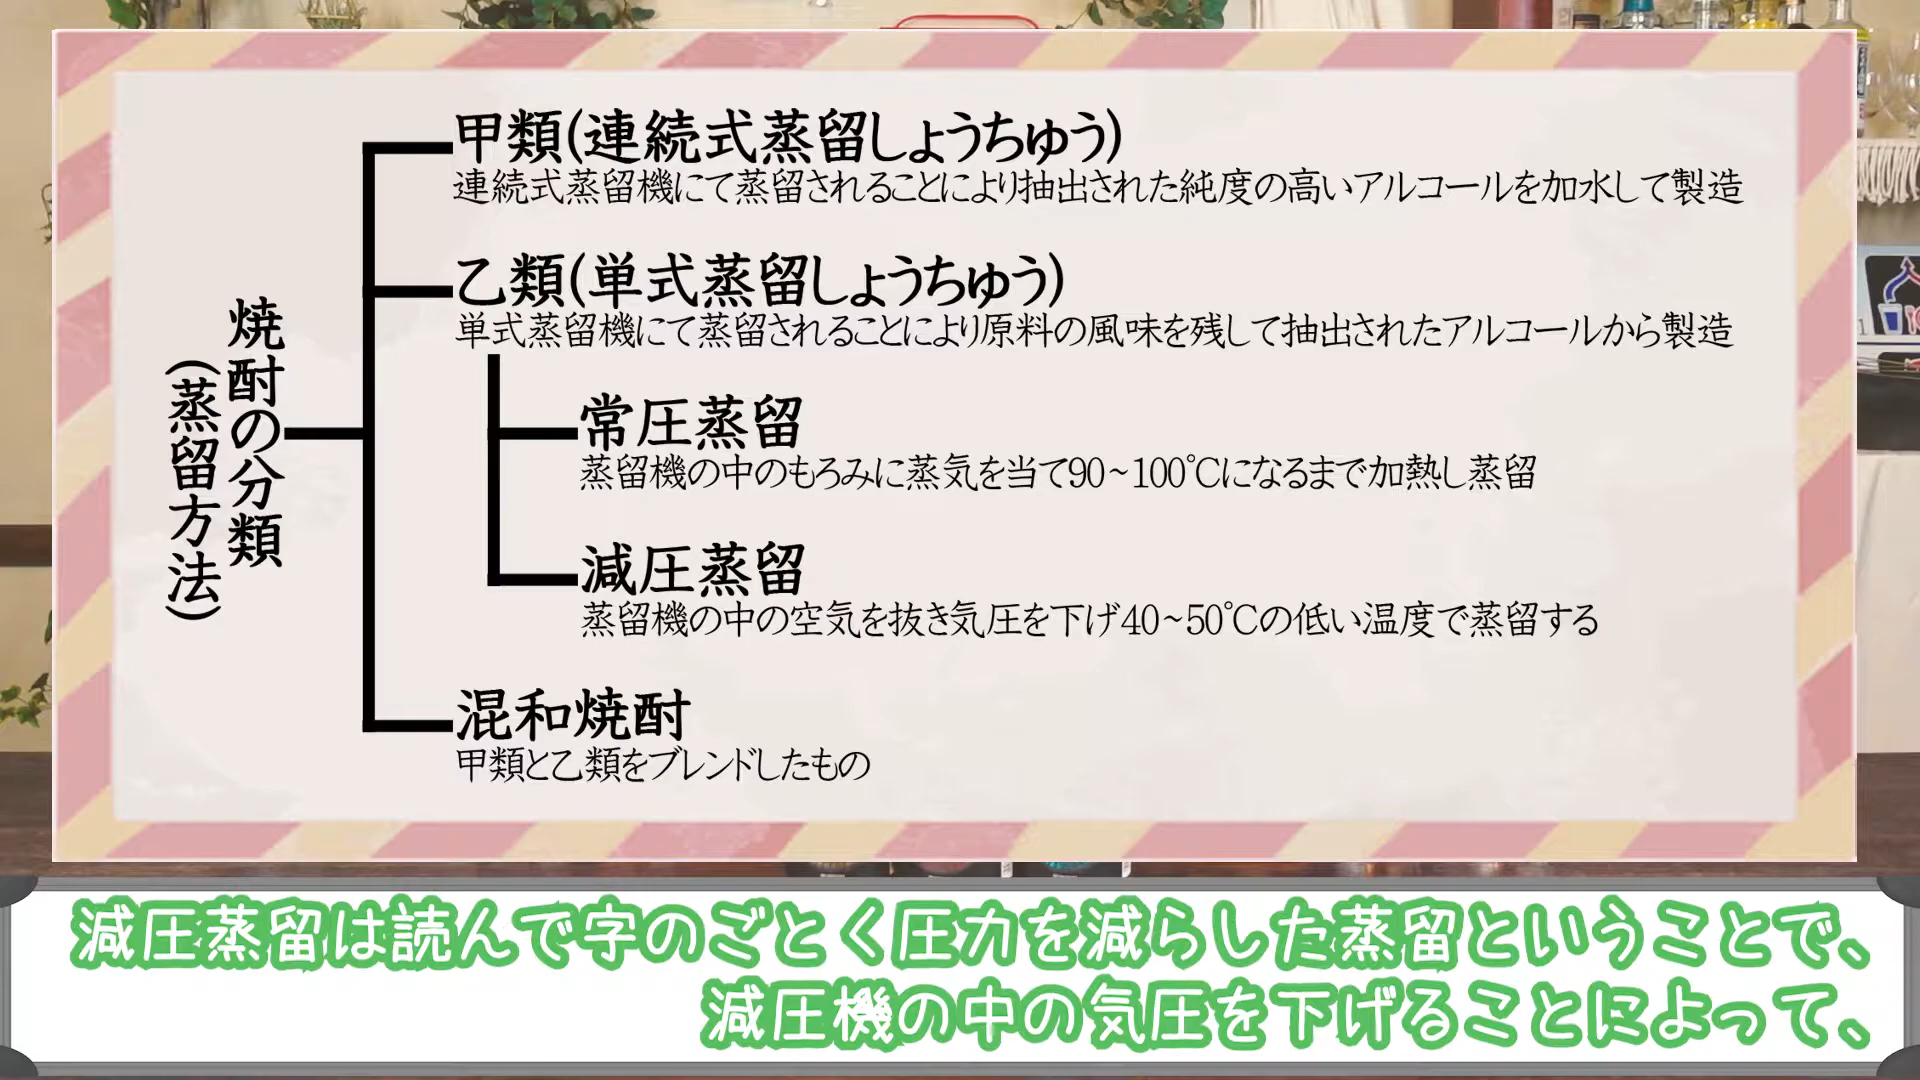 焼酎の分類
(蒸留方法)
甲類(連続式蒸留しょうちゅう)
連続式蒸留機にて蒸留されることにより抽出された純度の高いアルコールを加水して製造
乙類(単式蒸留しょうちゅう)
単式蒸留機にて蒸留されることにより原料の風味を残して抽出されたアルコールから製造
常圧蒸留
蒸留機の中のもろみに蒸気を当て90~100℃になるまで加熱し蒸留
減圧蒸留
蒸留機の中の空気を抜き気圧を下げ40~50℃の低い温度で蒸留する
混和焼酎
甲類と乙類をブレンドしたもの
減圧蒸留は読んで字のごとく圧力を減らした蒸留ということで、
減圧機の中の気圧を下げることによって、